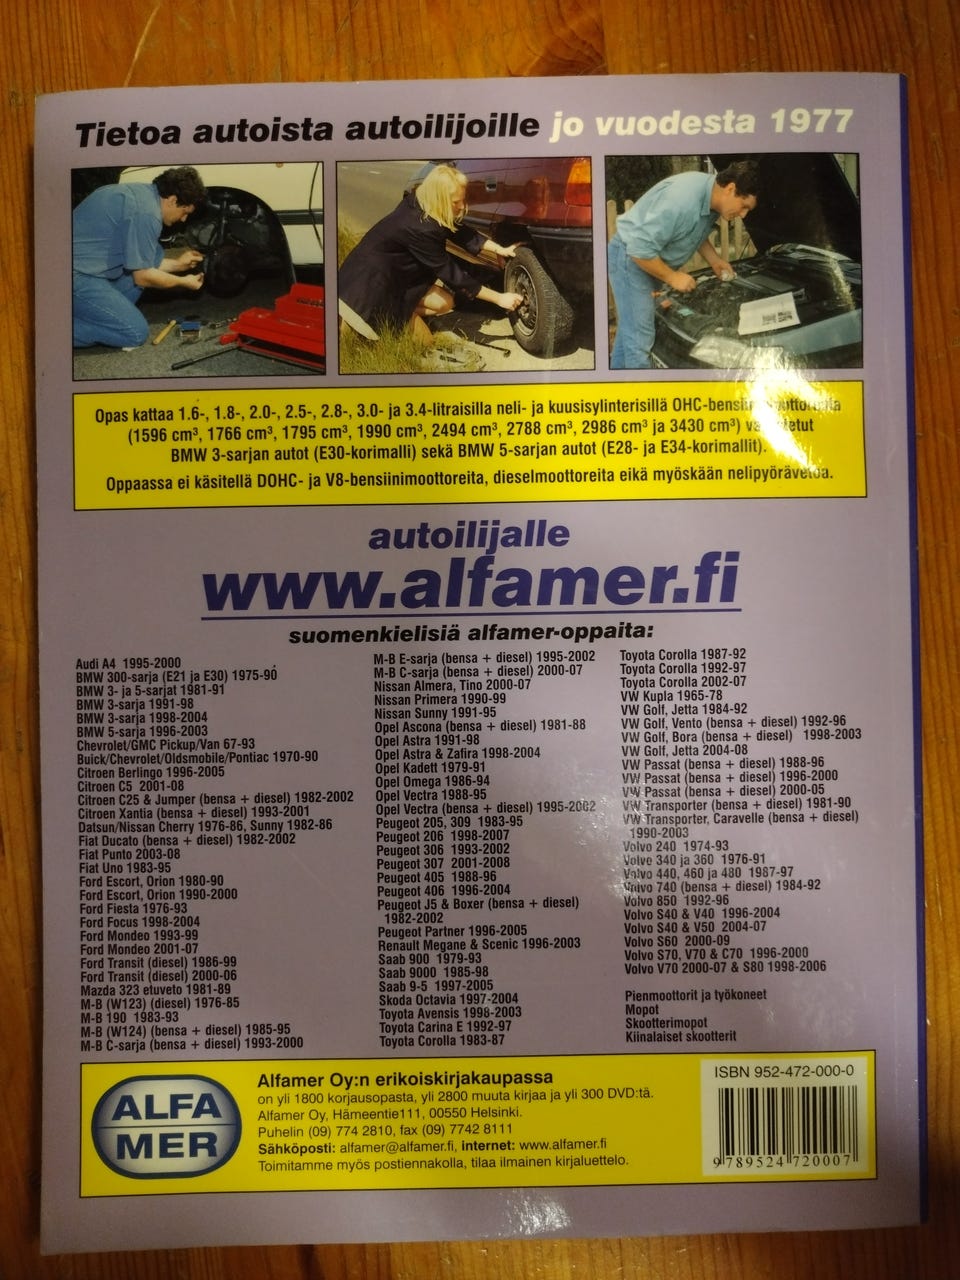 Tietoa autoista autoilijoille jo vuodesta 1977
Opas kattaa 1.6-, 1.8-, 2.0-, 2.5-, 2.8-, 3.0- ja 3.4-litraisilla neli- ja kuusisylinterisillä
(1596 cm³, 1766 cm³, 1795 cm³, 1990 cm³, 2494 cm³, 2788 cm³, 2986 cm³ ja 3430 cm³)
BMW 3-sarjan autot (E30-korimalli) sekä BMW 5-sarjan autot (E28- ja E34-korimallit).
Oppaassa ei käsitellä DOHC- ja V8-bensiinimoottoreita, dieselmoottoreita eikä myöskään nelipyörävetoa.
autoilijalle
www.alfamer.fi
suomenkielisiä alfamer-oppaita:
Audi A4 1995-2000
BMW 300-sarja (E21 ja E30) 1975-90
BMW 3- ja 5-sarjat 1981-91
BMW 3-sarja 1991-98
BMW 3-sarja 1998-2004
BMW 5-sarja 1996-2003
Chevrolet/GMC Pickup/Van 67-93
Buick/Chevrolet/Oldsmobile/Pontiac 1970-90
Citroen Berlingo 1996-2005
Citroen C5 2001-08
Citroen C25 & Jumper (bensa + diesel) 1982-2002
Citroen Xantia (bensa + diesel) 1993-2001
Datsun/Nissan Cherry 1976-86, Sunny 1982-86
Fiat Ducato (bensa + diesel) 1982-2002
Fiat Punto 2003-08
Fiat Uno 1983-95
Ford Escort, Orion 1980-90
Ford Escort, Orion 1990-2000
Ford Fiesta 1976-93
Ford Focus 1998-2004
Ford Mondeo 1993-99
Ford Mondeo 2001-07
Ford Transit (diesel) 1986-99
Ford Transit (diesel) 2000-06
Mazda 323 etuveto 1981-89
M-B (W123) (diesel) 1976-85
M-B 190 1983-93
M-B (W124) (bensa + diesel) 1985-95
M-B C-sarja (bensa + diesel) 1993-2000
M-B E-sarja (bensa + diesel) 1995-2002
M-B C-sarja (bensa + diesel) 2000-07
Nissan Almera, Tino 2000-07
Nissan Primera 1990-99
Nissan Sunny 1991-95
Opel Ascona (bensa + diesel) 1981-88
Opel Astra 1991-98
Opel Astra & Zafira 1998-2004
Opel Kadett 1979-91
Opel Omega 1986-94
Opel Vectra 1988-95
Opel Vectra (bensa + diesel) 1995-2002
Peugeot 205, 309 1983-95
Peugeot 206 1998-2007
Peugeot 306 1993-2002
Peugeot 307 2001-2008
Peugeot 405 1988-96
Peugeot 406 1996-2004
Peugeot J5 & Boxer (bensa + diesel)
1982-2002
Peugeot Partner 1996-2005
Renault Megane & Scenic 1996-2003
Saab 900 1979-93
Saab 9000 1985-98
Saab 9-5 1997-2005
Skoda Octavia 1997-2004
Toyota Avensis 1998-2003
Toyota Carina E 1992-97
Toyota Corolla 1983-87
Toyota Corolla 1987-92
Toyota Corolla 1992-97
Toyota Corolla 2002-07
VW Kupla 1965-78
VW Golf, Jetta 1984-92
VW Golf, Vento (bensa + diesel) 1992-96
VW Golf, Bora (bensa + diesel) 1998-2003
VW Golf, Jetta 2004-08
VW Passat (bensa + diesel) 1988-96
VW Passat (bensa + diesel) 1996-2000
VW Passat (bensa + diesel) 2000-05
VW Transporter (bensa + diesel) 1981-90
VW Transporter, Caravelle (bensa + diesel)
1990-2003
Volvo 240 1974-93
Volvo 340 ja 360 1976-91
Volvo 440, 460 ja 480 1987-97
Volvo 740 (bensa + diesel) 1984-92
Volvo 850 1992-96
Volvo S40 & V40 1996-2004
Volvo S40 & V50 2004-07
Volvo S60 2000-09
Volvo S70, V70 & C70 1996-2000
Volvo V70 2000-07 & S80 1998-2006
Pienmoottorit ja työkoneet
Mopot
Skootterimopot
Kiinalaiset skootterit
ALFA
MER
Alfamer Oy:n erikoiskirjakaupassa
on yli 1800 korjausopasta, yli 2800 muuta kirjaa ja yli 300 DVD:tä.
Alfamer Oy, Hämeentie111, 00550 Helsinki.
Puhelin (09) 774 2810, fax (09) 7742 8111
Sähköposti: alfamer@alfamer.fi, internet: www.alfamer.fi
Toimitamme myös postiennakolla, tilaa ilmainen kirjaluettelo.
ISBN 952-472-000-0
9 789524 720007